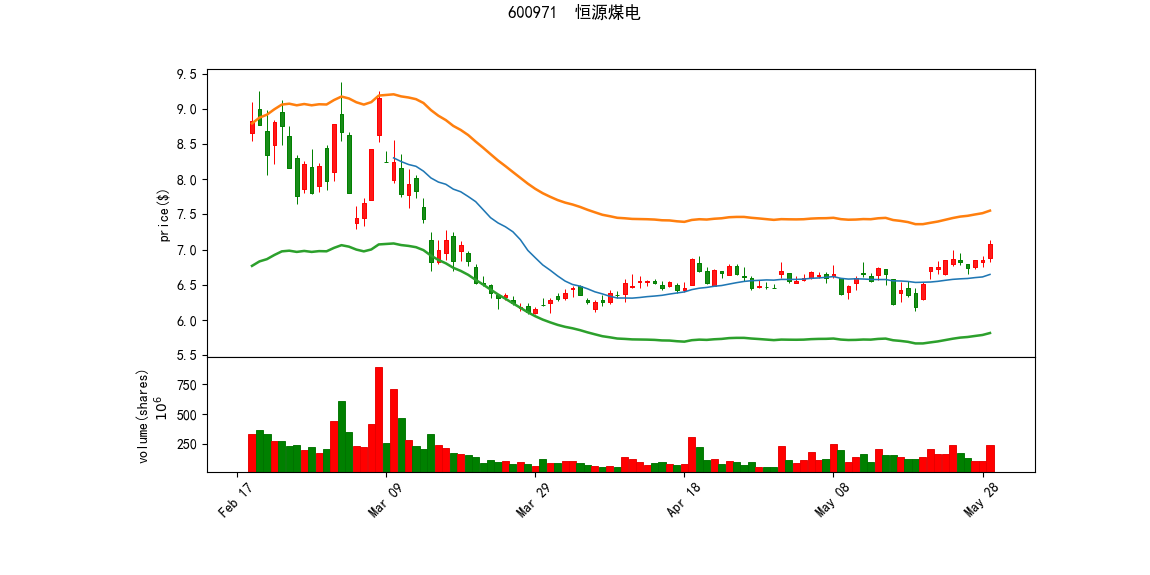 600971 恒源煤电
price($)
9.5
9.0
8.5
8.0
7.5
7.0
6.5
6.0
5.5
volume(shares)
10^6
750
500
250
Feb 17
Mar 09
Mar 29
Apr 18
May 08
May 28